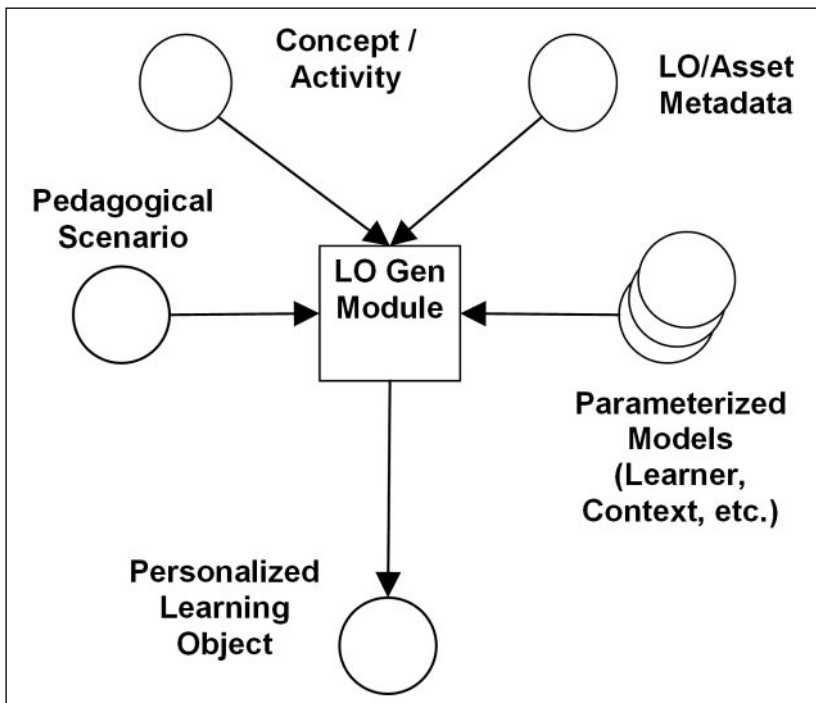 Concept /
Activity
LO/Asset
Metadata
Pedagogical
Scenario
LO Gen
Module
Parameterized
Models
(Learner,
Context, etc.)
Personalized
Learning
Object